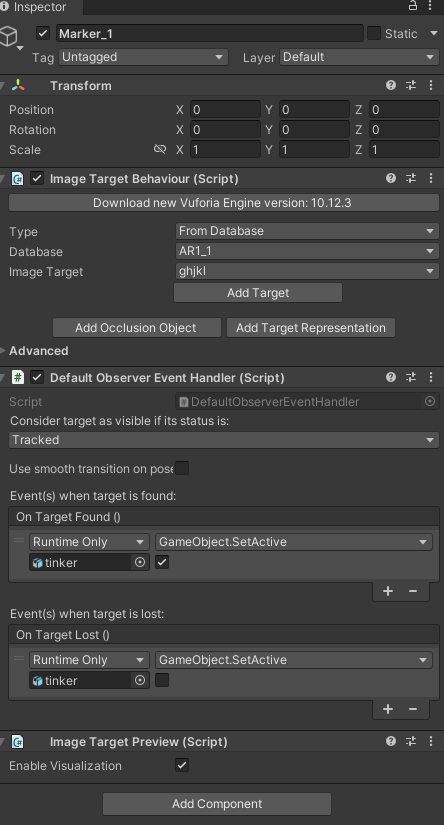 Inspector
Marker_1 Static
Tag Untagged Layer Default
Transform
Position X 0 Y 0 Z 0
Rotation X 0 Y 0 Z 0
Scale X 1 Y 1 Z 1
Image Target Behaviour (Script)
Download new Vuforia Engine version: 10.12.3
Type From Database
Database AR1_1
Image Target ghjkl
Add Target
Add Occlusion Object Add Target Representation
Advanced
# Default Observer Event Handler (Script)
Script DefaultObserverEventHandler
Consider target as visible if its status is:
Tracked
Use smooth transition on pose
Event(s) when target is found:
On Target Found ()
Runtime Only GameObject.SetActive
tinker
+ −
Event(s) when target is lost:
On Target Lost ()
Runtime Only GameObject.SetActive
tinker
+ −
Image Target Preview (Script)
Enable Visualization
Add Component